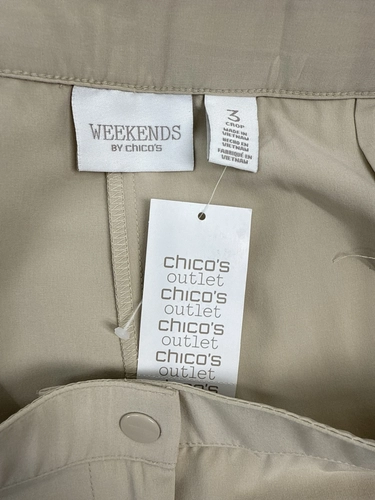 WEEKENDS
BY chico's
3
CROP
MADE IN
VIETNAM
HECHO EN
VIETNAM
FABRIQUÉ EN
VIETNAM
chico's
outlet
chico's
outlet
chico's
outlet
chico's
outlet
chico's